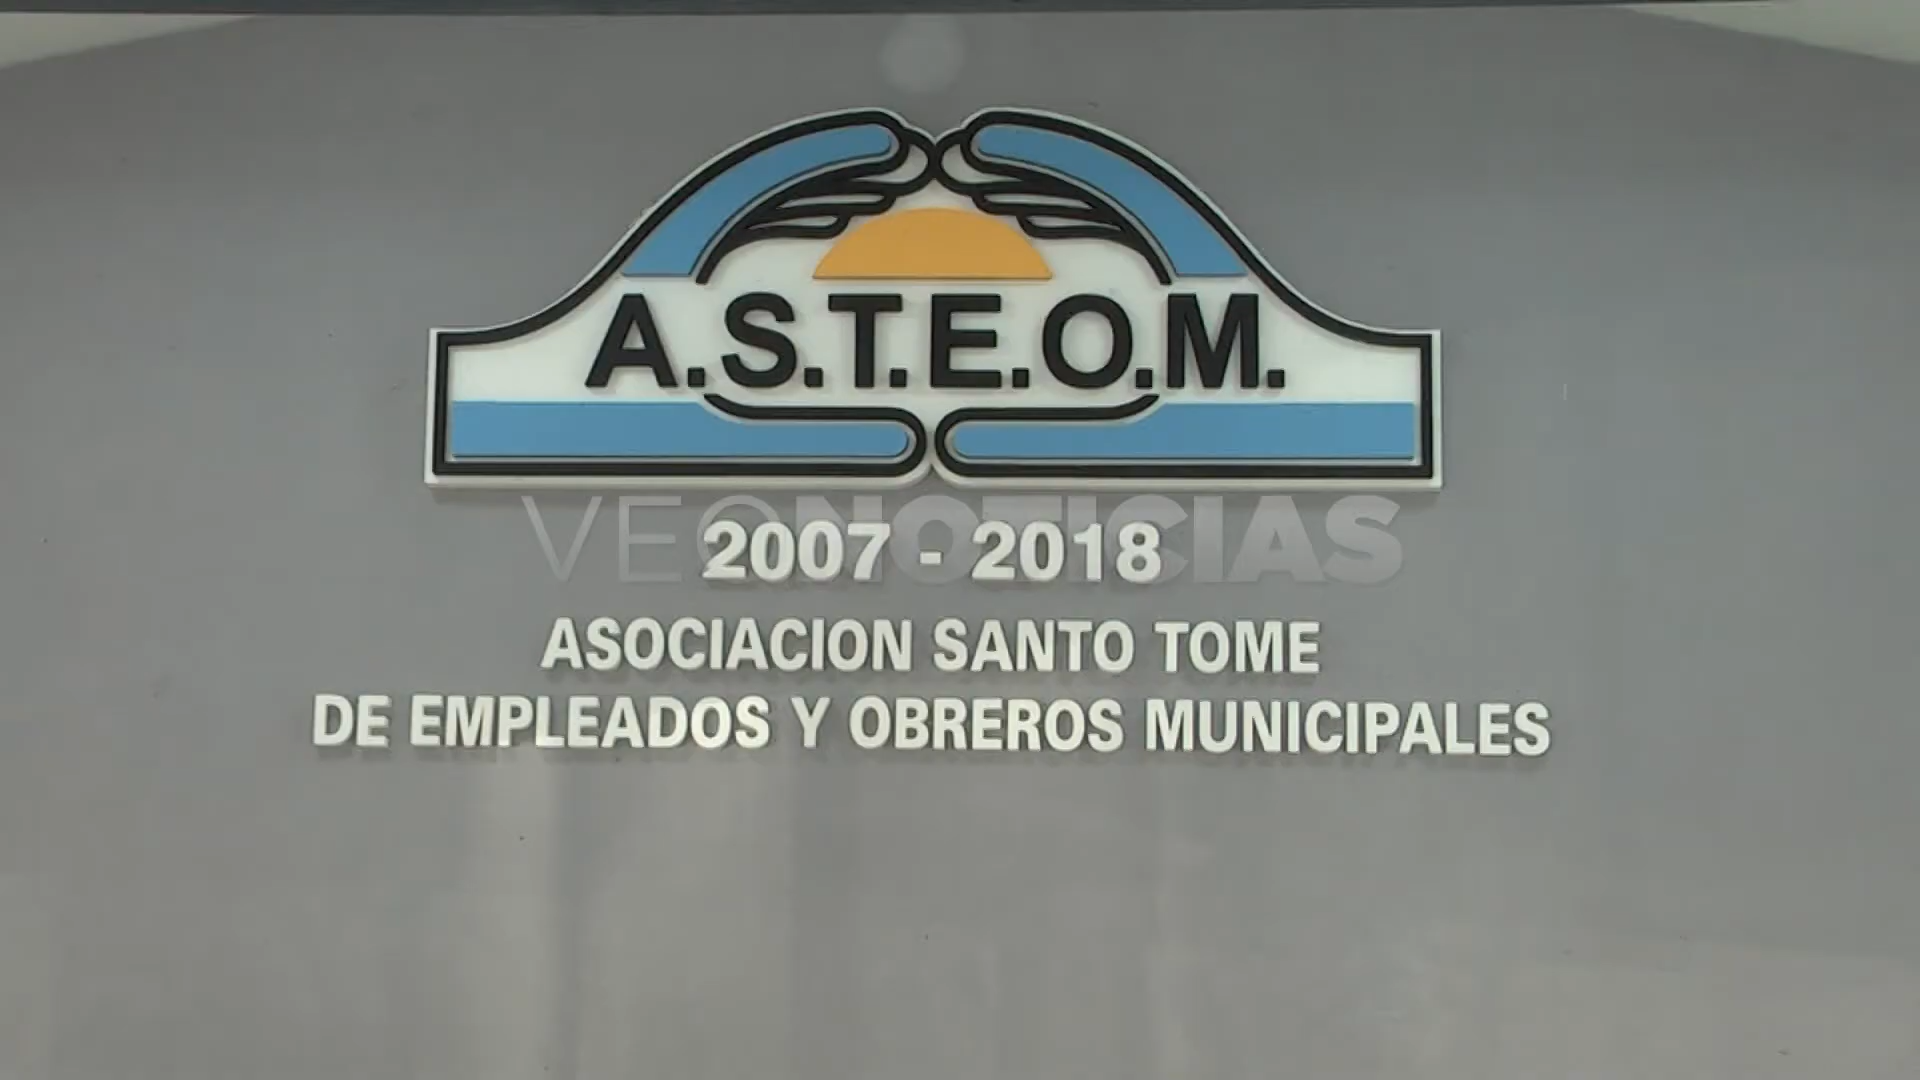 A.S.T.E.O.M.
VEONOTICIAS
2007 - 2018
ASOCIACION SANTO TOME
DE EMPLEADOS Y OBREROS MUNICIPALES